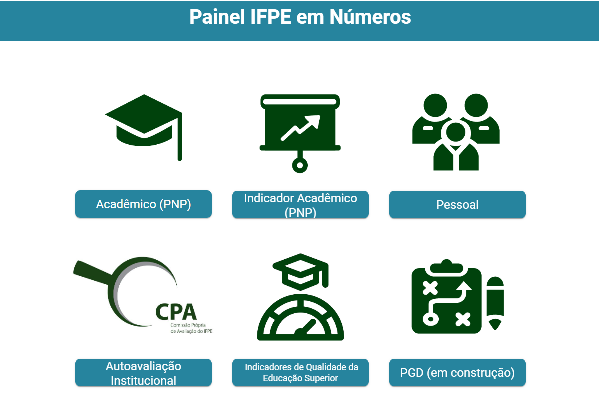 Painel IFPE em Números
Acadêmico (PNP)
Indicador Acadêmico
(PNP)
Pessoal
CPA
Comissão Própria
de Avaliação do IFPE
Autoavaliação
Institucional
Indicadores de Qualidade da
Educação Superior
PGD (em construção)